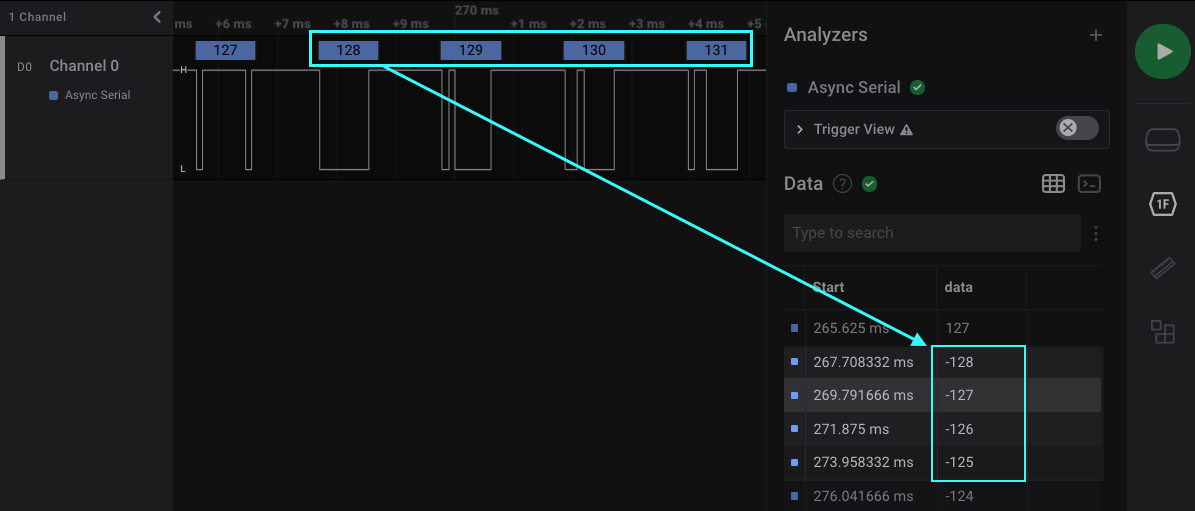 1 Channel
270 ms
ms +6 ms +7 ms +8 ms +9 ms +1 ms +2 ms +3 ms +4 ms +5
127 128 129 130 131
D0 Channel 0
Async Serial
H
L
Analyzers
Async Serial
Trigger View
Data ?
Type to search
Start data
265.625 ms 127
267.708332 ms -128
269.791666 ms -127
271.875 ms -126
273.958332 ms -125
276.041666 ms -124
1F